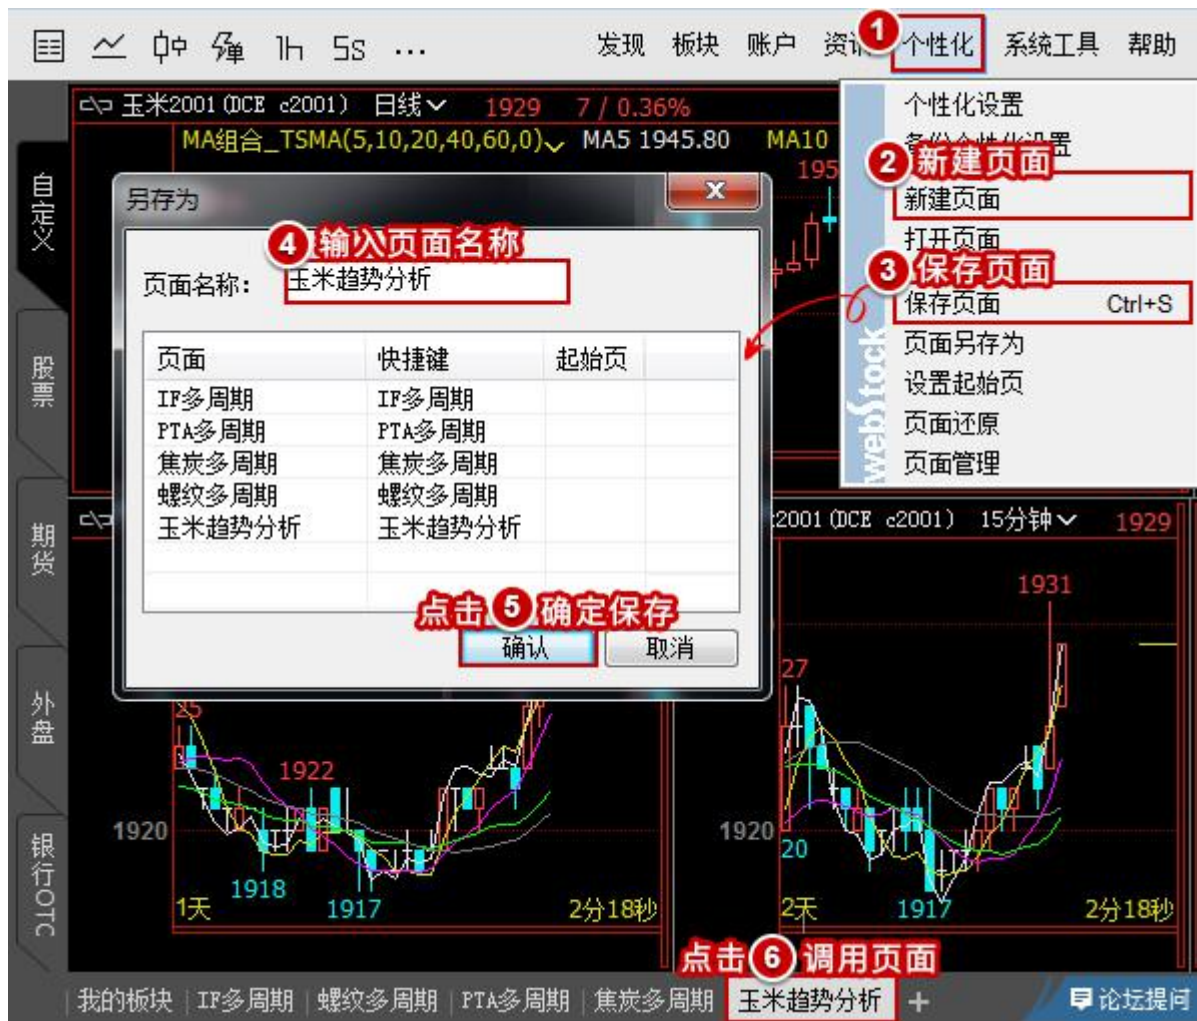 1H 5s ... 发现 板块 账户 资讯 1 个性化 系统工具 帮助
玉米2001(DCE c2001) 日线 1929 7 / 0.36%
MA组合_TSMA(5,10,20,40,60,0) MA5 1945.80 MA10
195
个性化设置
备份个性化设置
2 新建页面
新建页面
打开页面
3 保存页面
保存页面 Ctrl+S
页面另存为
设置起始页
页面还原
页面管理
webstock
自定义
股票
期货
外盘
银行OTC
另存为
4 输入页面名称
页面名称: 玉米趋势分析
页面 快捷键 起始页
IF多周期 IF多周期
PTA多周期 PTA多周期
焦炭多周期 焦炭多周期
螺纹多周期 螺纹多周期
玉米趋势分析 玉米趋势分析
点击 5 确定保存
确认 取消
2001(DCE c2001) 15分钟 1929
1931
27
25
1922
1920
1918
1917
1天 2分18秒
1920
20
1917
2天 2分18秒
点击 6 调用页面
我的板块 IF多周期 螺纹多周期 PTA多周期 焦炭多周期 玉米趋势分析 + 论坛提问